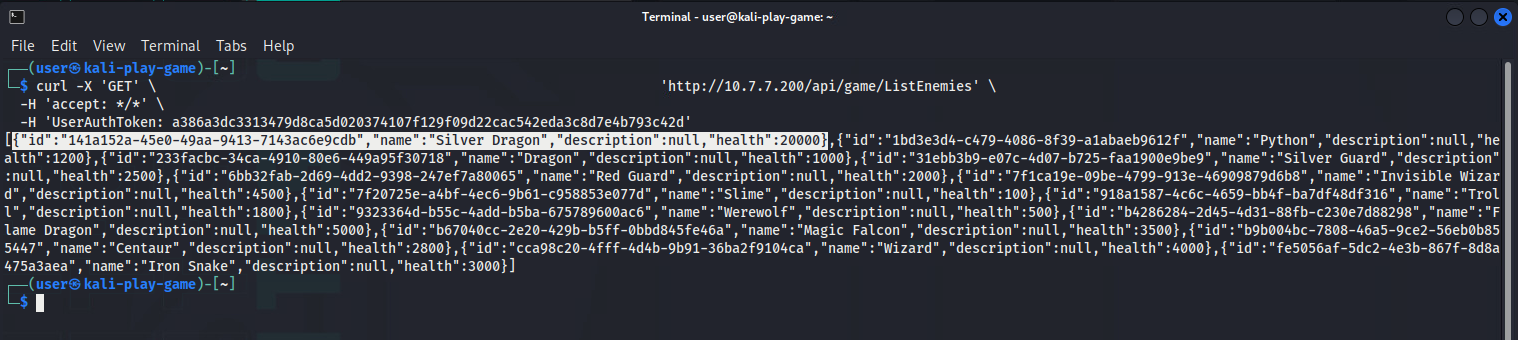 Terminal - user@kali-play-game: ~
File Edit View Terminal Tabs Help
┌──(user㉿kali-play-game)-[~]
└─$ curl -X 'GET' \ 'http://10.7.7.200/api/game/ListEnemies' \
-H 'accept: */*' \
-H 'UserAuthToken: a386a3dc3313479d8ca5d020374107f129f09d22cac542eda3c8d7e4b793c42d'
[{"id":"141a152a-45e0-49aa-9413-7143ac6e9cdb","name":"Silver Dragon","description":null,"health":20000},{"id":"1bd3e3d4-c479-4086-8f39-a1abaeb9612f","name":"Python","description":null,"he
alth":1200},{"id":"233facbc-34ca-4910-80e6-449a95f30718","name":"Dragon","description":null,"health":1000},{"id":"31ebb3b9-e07c-4d07-b725-faa1900e9be9","name":"Silver Guard","description"
:null,"health":2500},{"id":"6bb32fab-2d69-4dd2-9398-247ef7a80065","name":"Red Guard","description":null,"health":2000},{"id":"7f1ca19e-09be-4799-913e-46909879d6b8","name":"Invisible Wizar
d","description":null,"health":4500},{"id":"7f20725e-a4bf-4ec6-9b61-c958853e077d","name":"Slime","description":null,"health":100},{"id":"918a1587-4c6c-4659-bb4f-ba7df48df316","name":"Trol
l","description":null,"health":1800},{"id":"9323364d-b55c-4add-b5ba-675789600ac6","name":"Werewolf","description":null,"health":500},{"id":"b4286284-2d45-4d31-88fb-c230e7d88298","name":"F
lame Dragon","description":null,"health":5000},{"id":"b67040cc-2e20-429b-b5ff-0bbd845fe46a","name":"Magic Falcon","description":null,"health":3500},{"id":"b9b004bc-7808-46a5-9ce2-56eb0b85
5447","name":"Centaur","description":null,"health":2800},{"id":"cca98c20-4fff-4d4b-9b91-36ba2f9104ca","name":"Wizard","description":null,"health":4000},{"id":"fe5056af-5dc2-4e3b-867f-8d8a
475a3aea","name":"Iron Snake","description":null,"health":3000}]
┌──(user㉿kali-play-game)-[~]
└─$